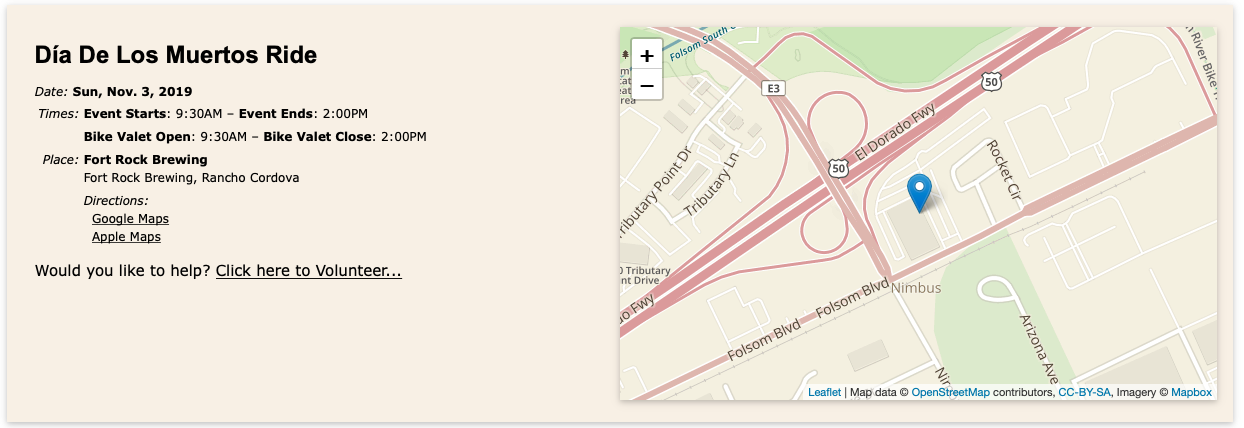 Día De Los Muertos Ride
Date: Sun, Nov. 3, 2019
Times: Event Starts: 9:30AM – Event Ends: 2:00PM
Bike Valet Open: 9:30AM – Bike Valet Close: 2:00PM
Place: Fort Rock Brewing
Fort Rock Brewing, Rancho Cordova
Directions:
Google Maps
Apple Maps
Would you like to help? Click here to Volunteer...
+
−
Folsom South C
E3
50
El Dorado Fwy
50
River Bike
Rocket Cir
Tributary Point Dr
Tributary Ln
0 Tributary
nt Drive
do Fwy
Nimbus
Folsom Blvd
Folsom Blvd
Arizona Ave
Leaflet | Map data © OpenStreetMap contributors, CC-BY-SA, Imagery © Mapbox